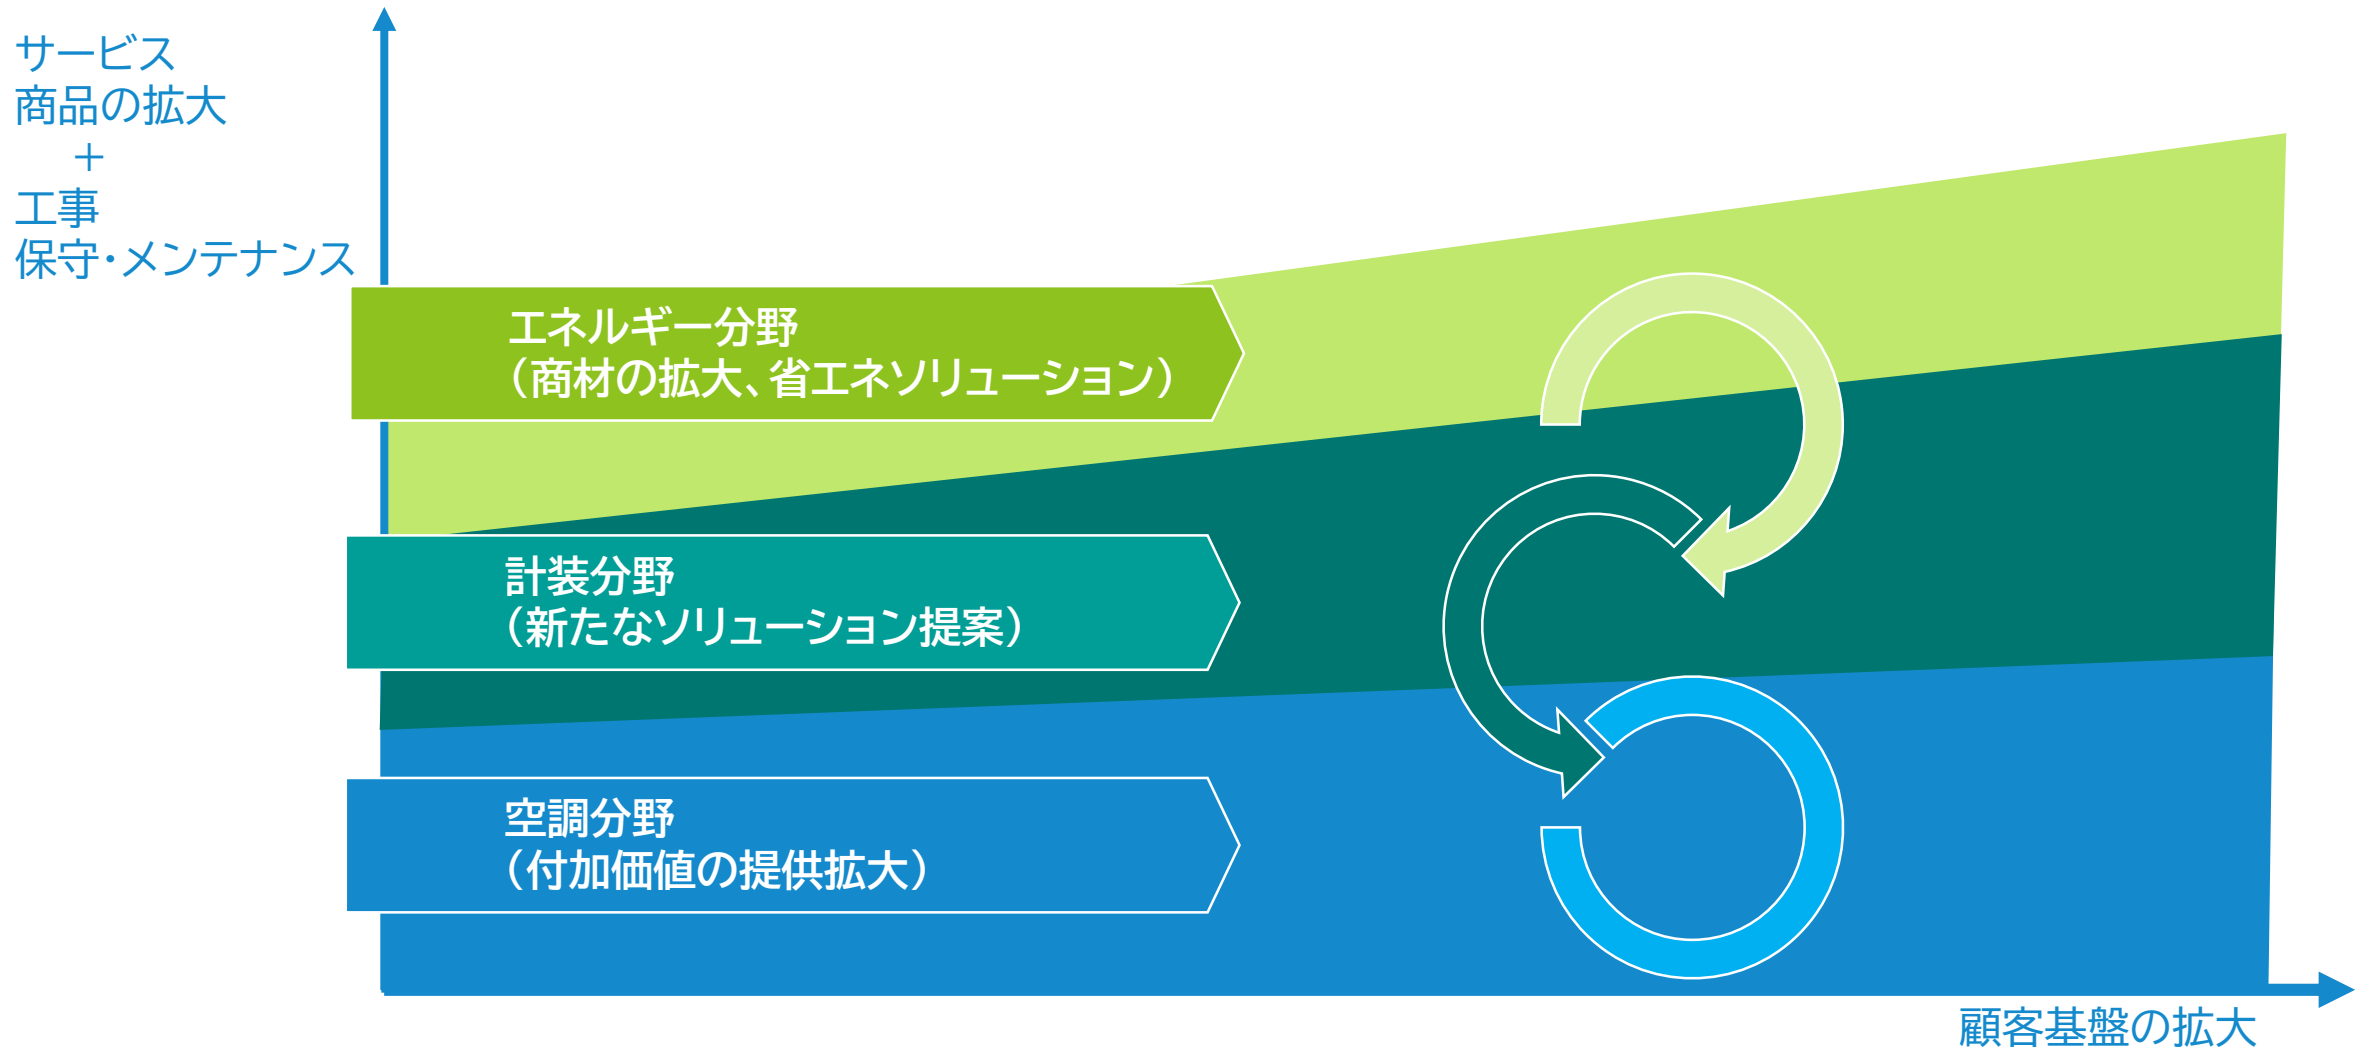 サービス
商品の拡大
＋
工事
保守・メンテナンス
エネルギー分野
（商材の拡大、省エネソリューション）
計装分野
（新たなソリューション提案）
空調分野
（付加価値の提供拡大）
顧客基盤の拡大